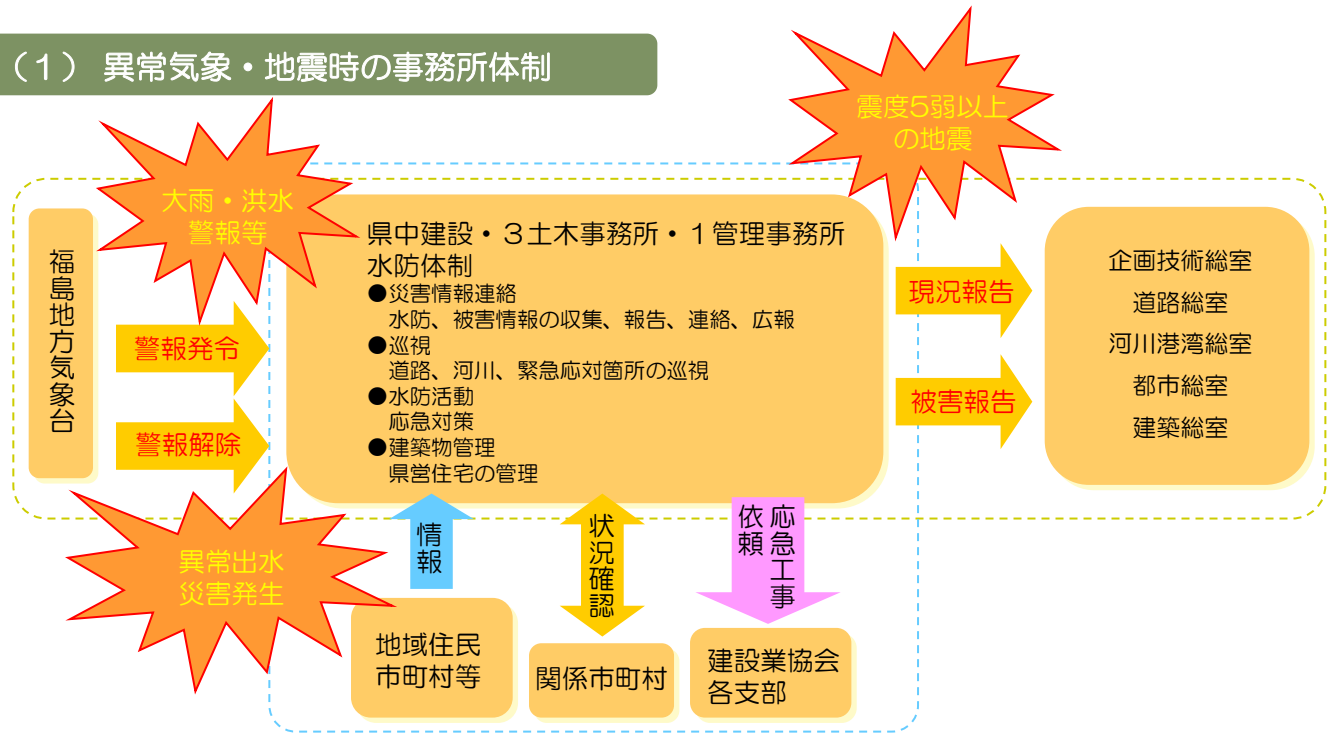 （１） 異常気象・地震時の事務所体制
震度5弱以上
の地震
大雨・洪水
警報等
福島地方気象台
警報発令
警報解除
県中建設・３土木事務所・１管理事務所
水防体制
●災害情報連絡
水防、被害情報の収集、報告、連絡、広報
●巡視
道路、河川、緊急応対箇所の巡視
●水防活動
応急対策
●建築物管理
県営住宅の管理
現況報告
被害報告
企画技術総室
道路総室
河川港湾総室
都市総室
建築総室
異常出水
災害発生
情報
状況確認
応急工事
依頼
地域住民
市町村等
関係市町村
建設業協会
各支部